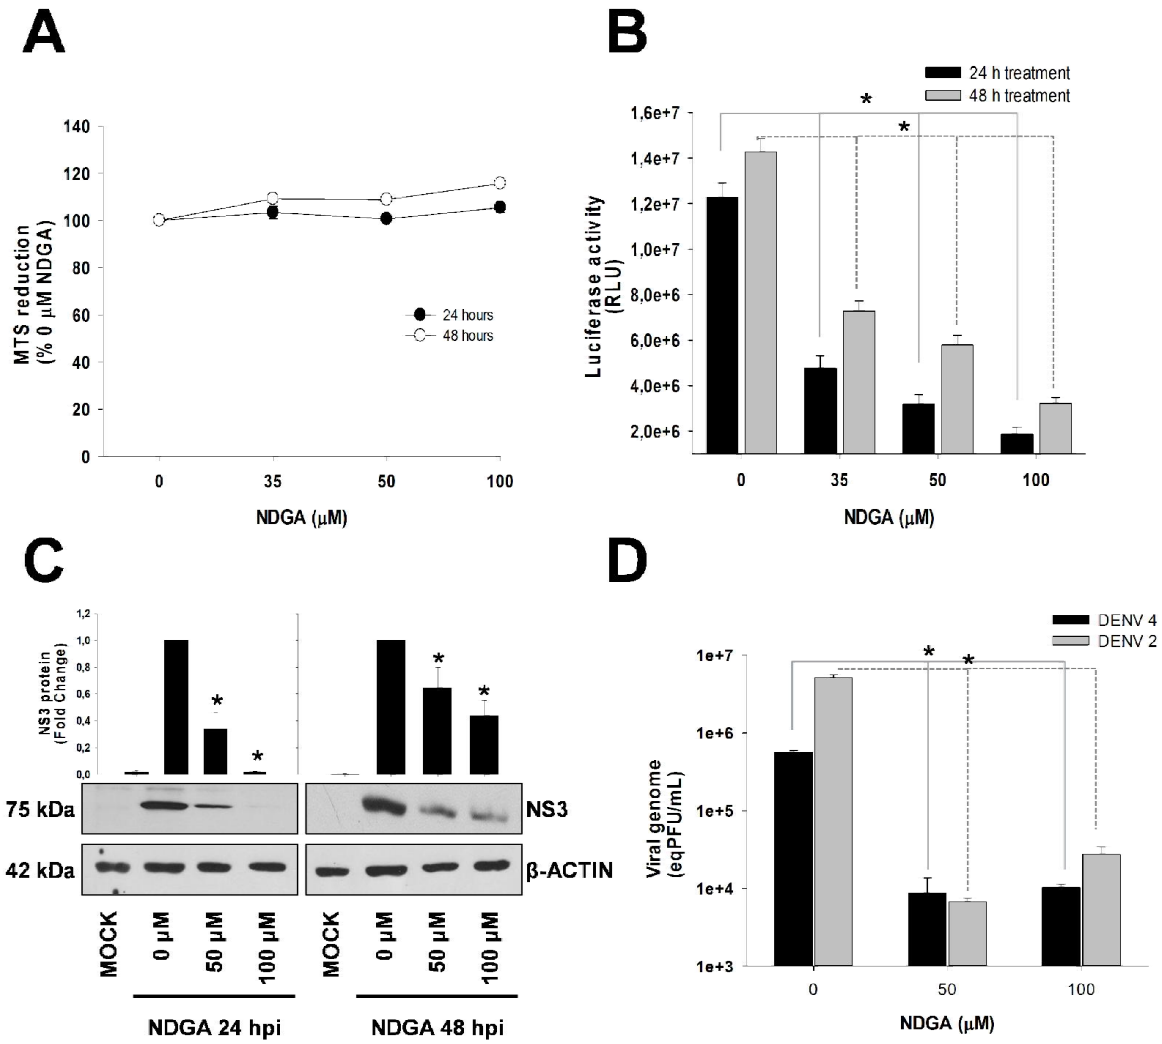 A
140
120
100
80
60
40
20
0
MTS reduction
(% 0 μM NDGA)
24 hours
48 hours
0 35 50 100
NDGA (μM)
B
24 h treatment
48 h treatment
1,6e+7
1,4e+7
1,2e+7
1,0e+7
8,0e+6
6,0e+6
4,0e+6
2,0e+6
Luciferase activity
(RLU)
* 
*
0 35 50 100
NDGA (μM)
C
1,2
1,0
0,8
0,6
0,4
0,2
0,0
NS3 protein
(Fold Change)
* * * *
75 kDa NS3
42 kDa β-ACTIN
MOCK 0 μM 50 μM 100 μM MOCK 0 μM 50 μM 100 μM
NDGA 24 hpi NDGA 48 hpi
D
DENV 4
DENV 2
1e+7
1e+6
1e+5
1e+4
1e+3
Viral genome
(eqPFU/mL)
* *
0 50 100
NDGA (μM)